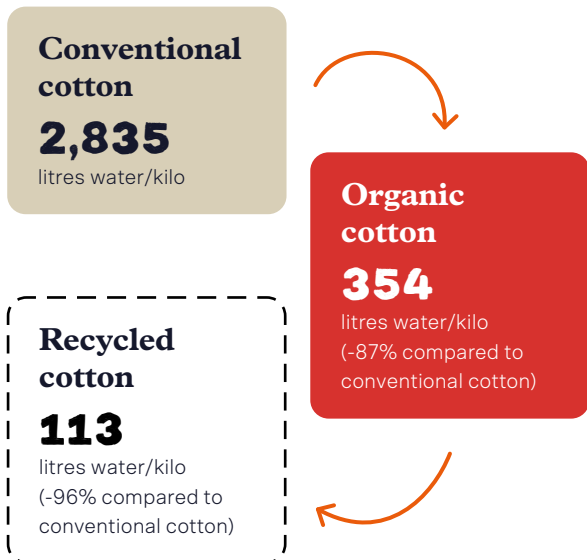 Conventional
cotton
2,835
litres water/kilo
Organic
cotton
354
litres water/kilo
(-87% compared to
conventional cotton)
Recycled
cotton
113
litres water/kilo
(-96% compared to
conventional cotton)